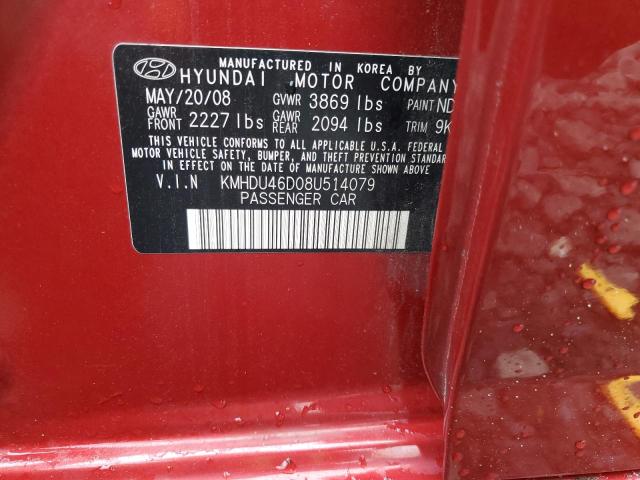 MANUFACTURED IN KOREA BY
HYUNDAI MOTOR COMPANY
MAY/20/08 GVWR 3869 lbs PAINT ND
GAWR FRONT 2227 lbs GAWR REAR 2094 lbs TRIM 9K
THIS VEHICLE CONFORMS TO ALL APPLICABLE U.S.A. FEDERAL
MOTOR VEHICLE SAFETY, BUMPER, AND THEFT PREVENTION STANDARDS
IN EFFECT ON THE DATE OF MANUFACTURE SHOWN ABOVE
V.I.N KMHDU46D08U514079
PASSENGER CAR